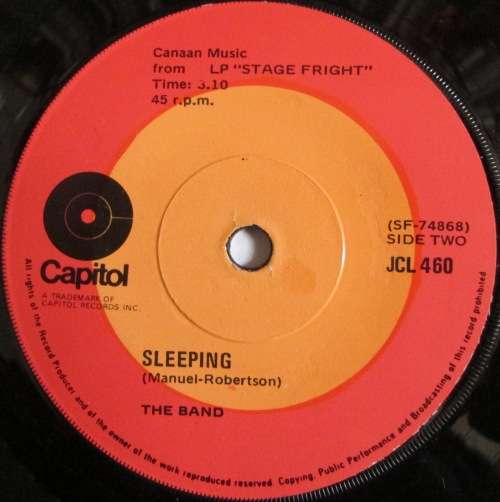 Canaan Music
from LP "STAGE FRIGHT"
Time: 3.10
45 r.p.m.
(SF-74868)
SIDE TWO
JCL 460
Capitol
A TRADEMARK OF
CAPITOL RECORDS INC.
SLEEPING
(Manuel-Robertson)
THE BAND
All rights of the Record Producer and of the owner of the work reproduced reserved. Copying, Public Performance and Broadcasting of this record prohibited